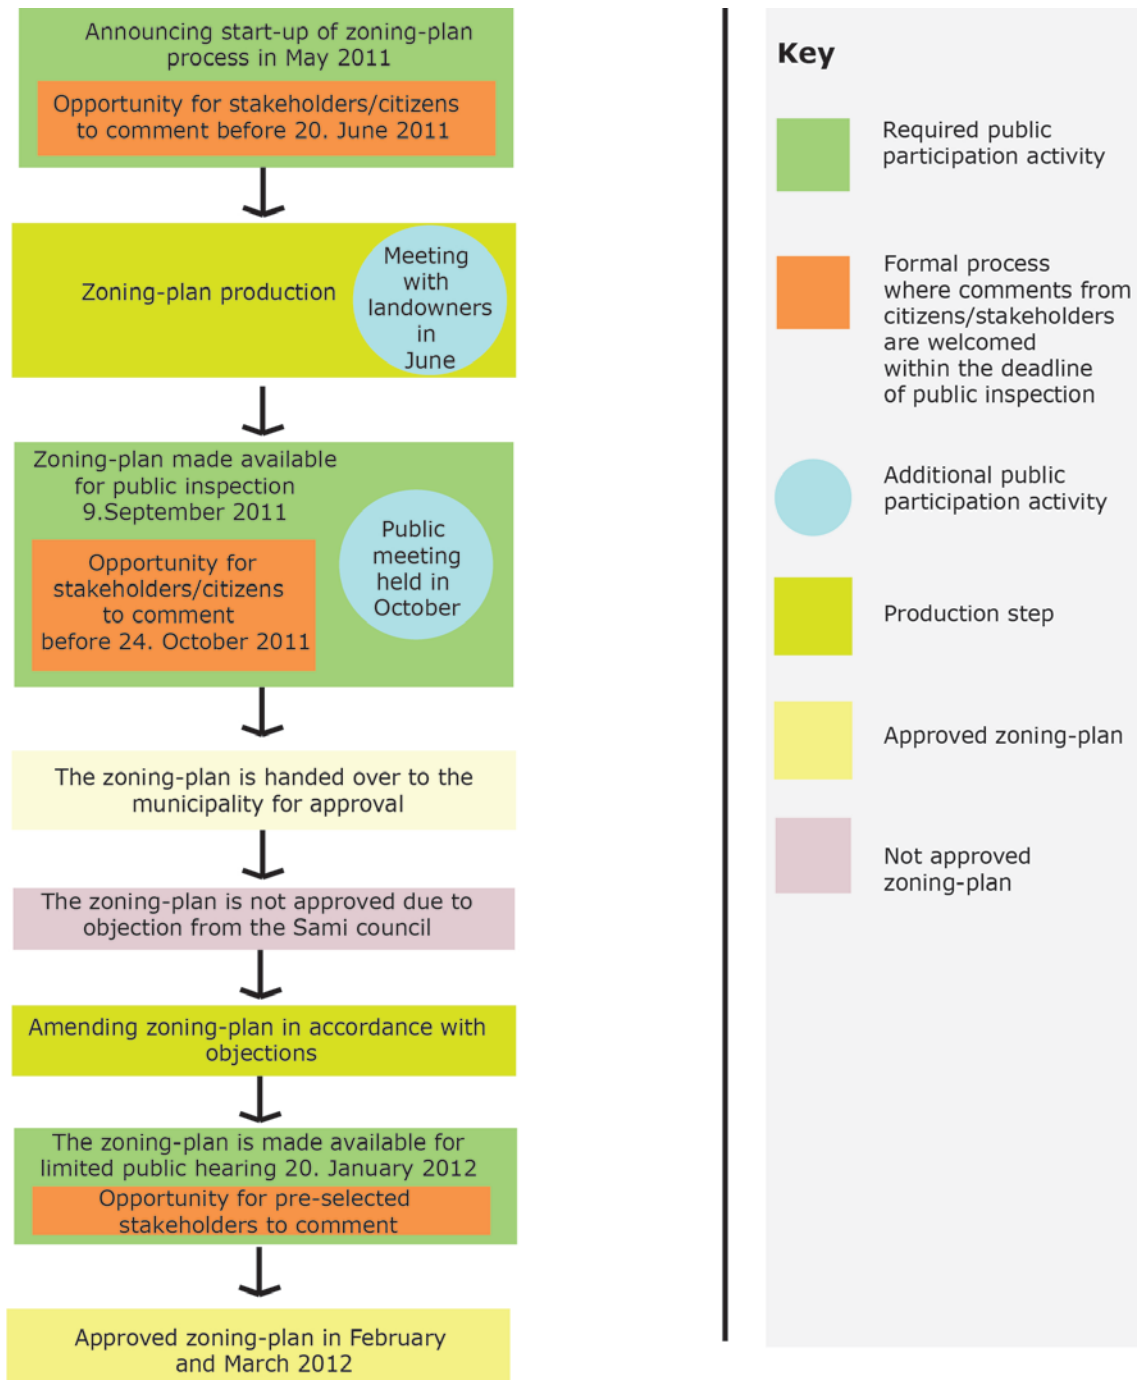 Announcing start-up of zoning-plan
process in May 2011
Opportunity for stakeholders/citizens
to comment before 20. June 2011
Zoning-plan production
Meeting
with
landowners
in
June
Zoning-plan made available
for public inspection
9.September 2011
Opportunity for
stakeholders/citizens
to comment
before 24. October 2011
Public
meeting
held in
October
The zoning-plan is handed over to the
municipality for approval
The zoning-plan is not approved due to
objection from the Sami council
Amending zoning-plan in accordance with
objections
The zoning-plan is made available for
limited public hearing 20. January 2012
Opportunity for pre-selected
stakeholders to comment
Approved zoning-plan in February
and March 2012
Key
Required public
participation activity
Formal process
where comments from
citizens/stakeholders
are welcomed
within the deadline
of public inspection
Additional public
participation activity
Production step
Approved zoning-plan
Not approved
zoning-plan